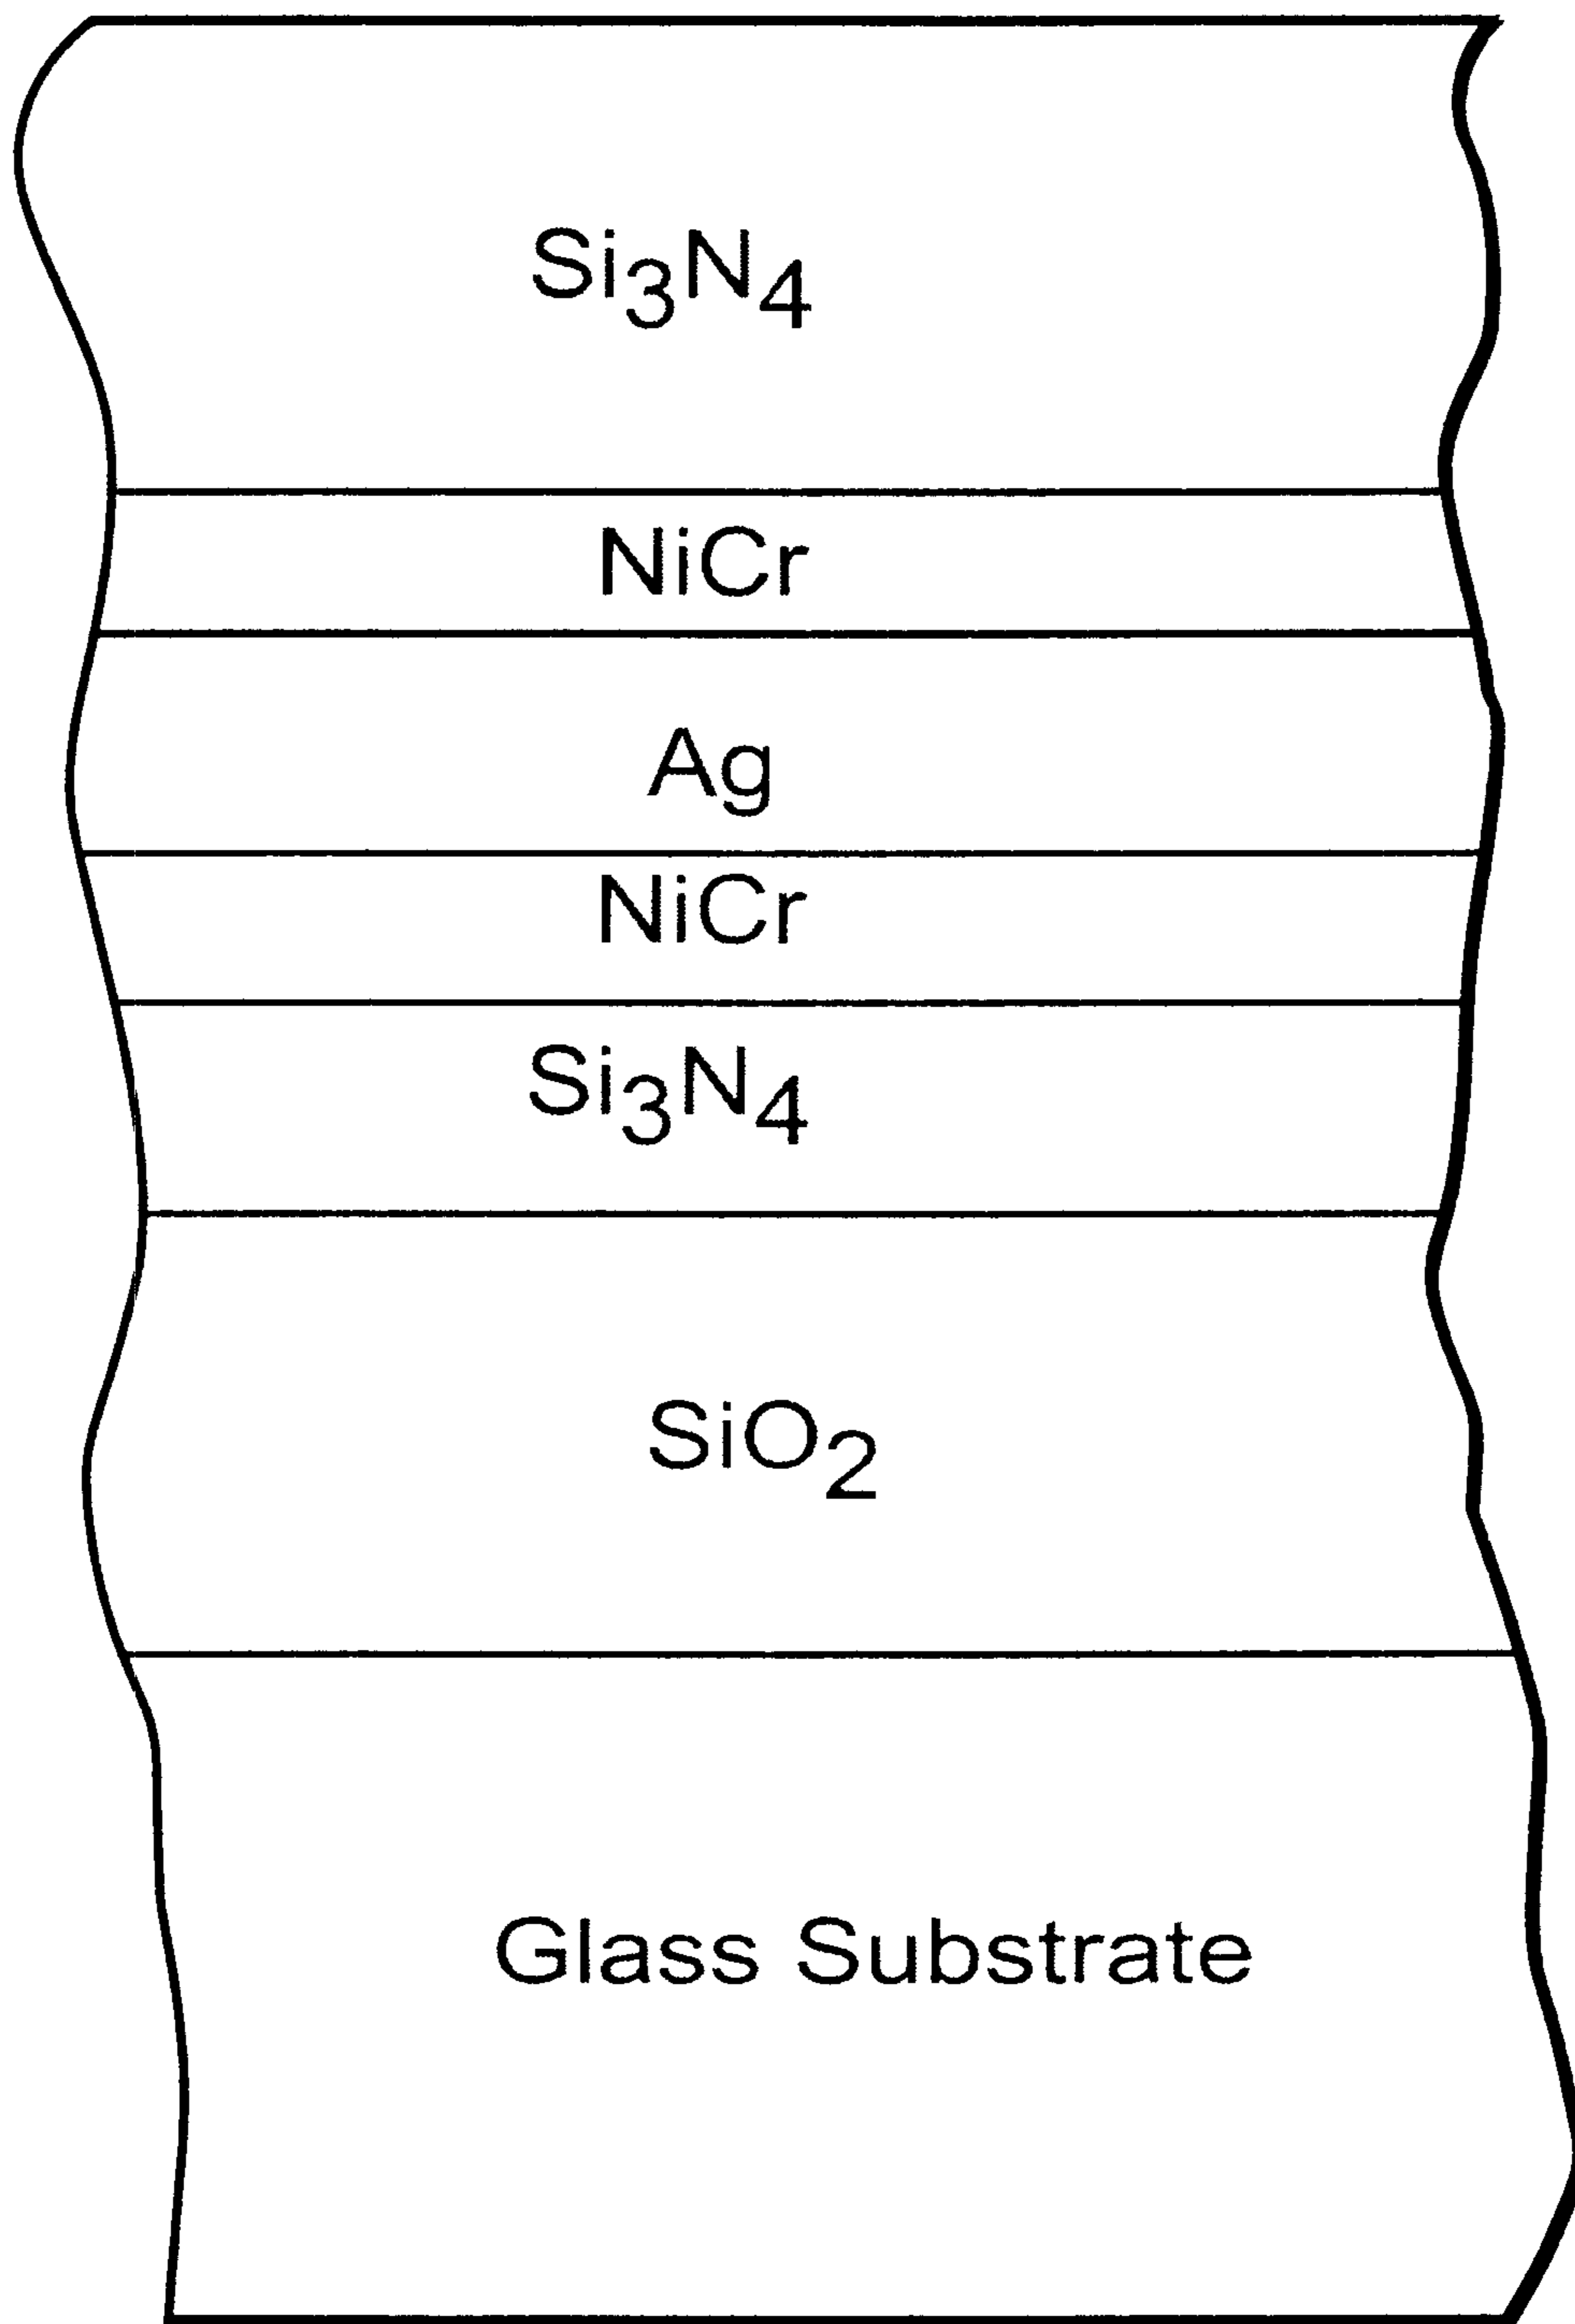 Si₃N₄
NiCr
Ag
NiCr
Si₃N₄
SiO₂
Glass Substrate